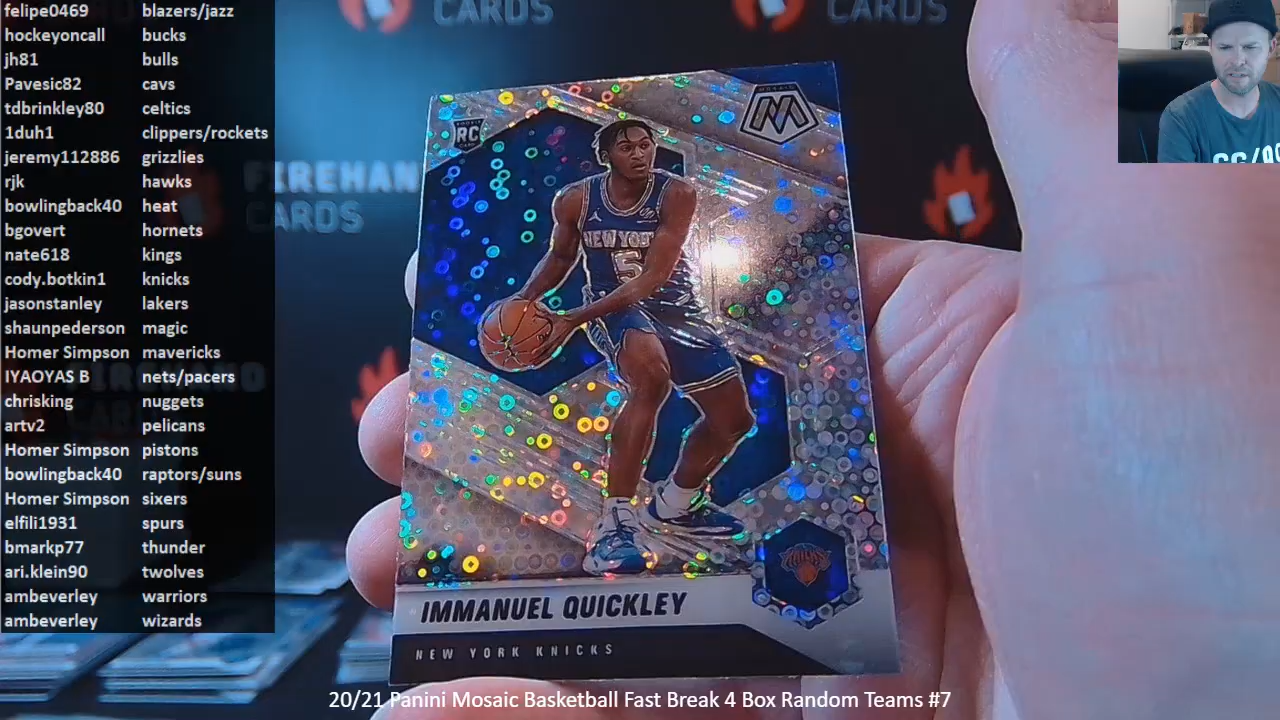 felipe0469 blazers/jazz
hockeyoncall bucks
jh81 bulls
Pavesic82 cavs
tdbrinkley80 celtics
1duh1 clippers/rockets
jeremy112886 grizzlies
rjk hawks
bowlingback40 heat
bgovert hornets
nate618 kings
cody.botkin1 knicks
jasonstanley lakers
shaunpederson magic
Homer Simpson mavericks
IYAOYAS B nets/pacers
chrisking nuggets
artv2 pelicans
Homer Simpson pistons
bowlingback40 raptors/suns
Homer Simpson sixers
elfili1931 spurs
bmarkp77 thunder
ari.klein90 twolves
ambeverley warriors
ambeverley wizards
CARDS
CARDS
FIREHAN
CARDS
MOSAIC
RC
CARD
NEW YORK
5
KNICKS
IMMANUEL QUICKLEY
NEW YORK KNICKS
20/21 Panini Mosaic Basketball Fast Break 4 Box Random Teams #7